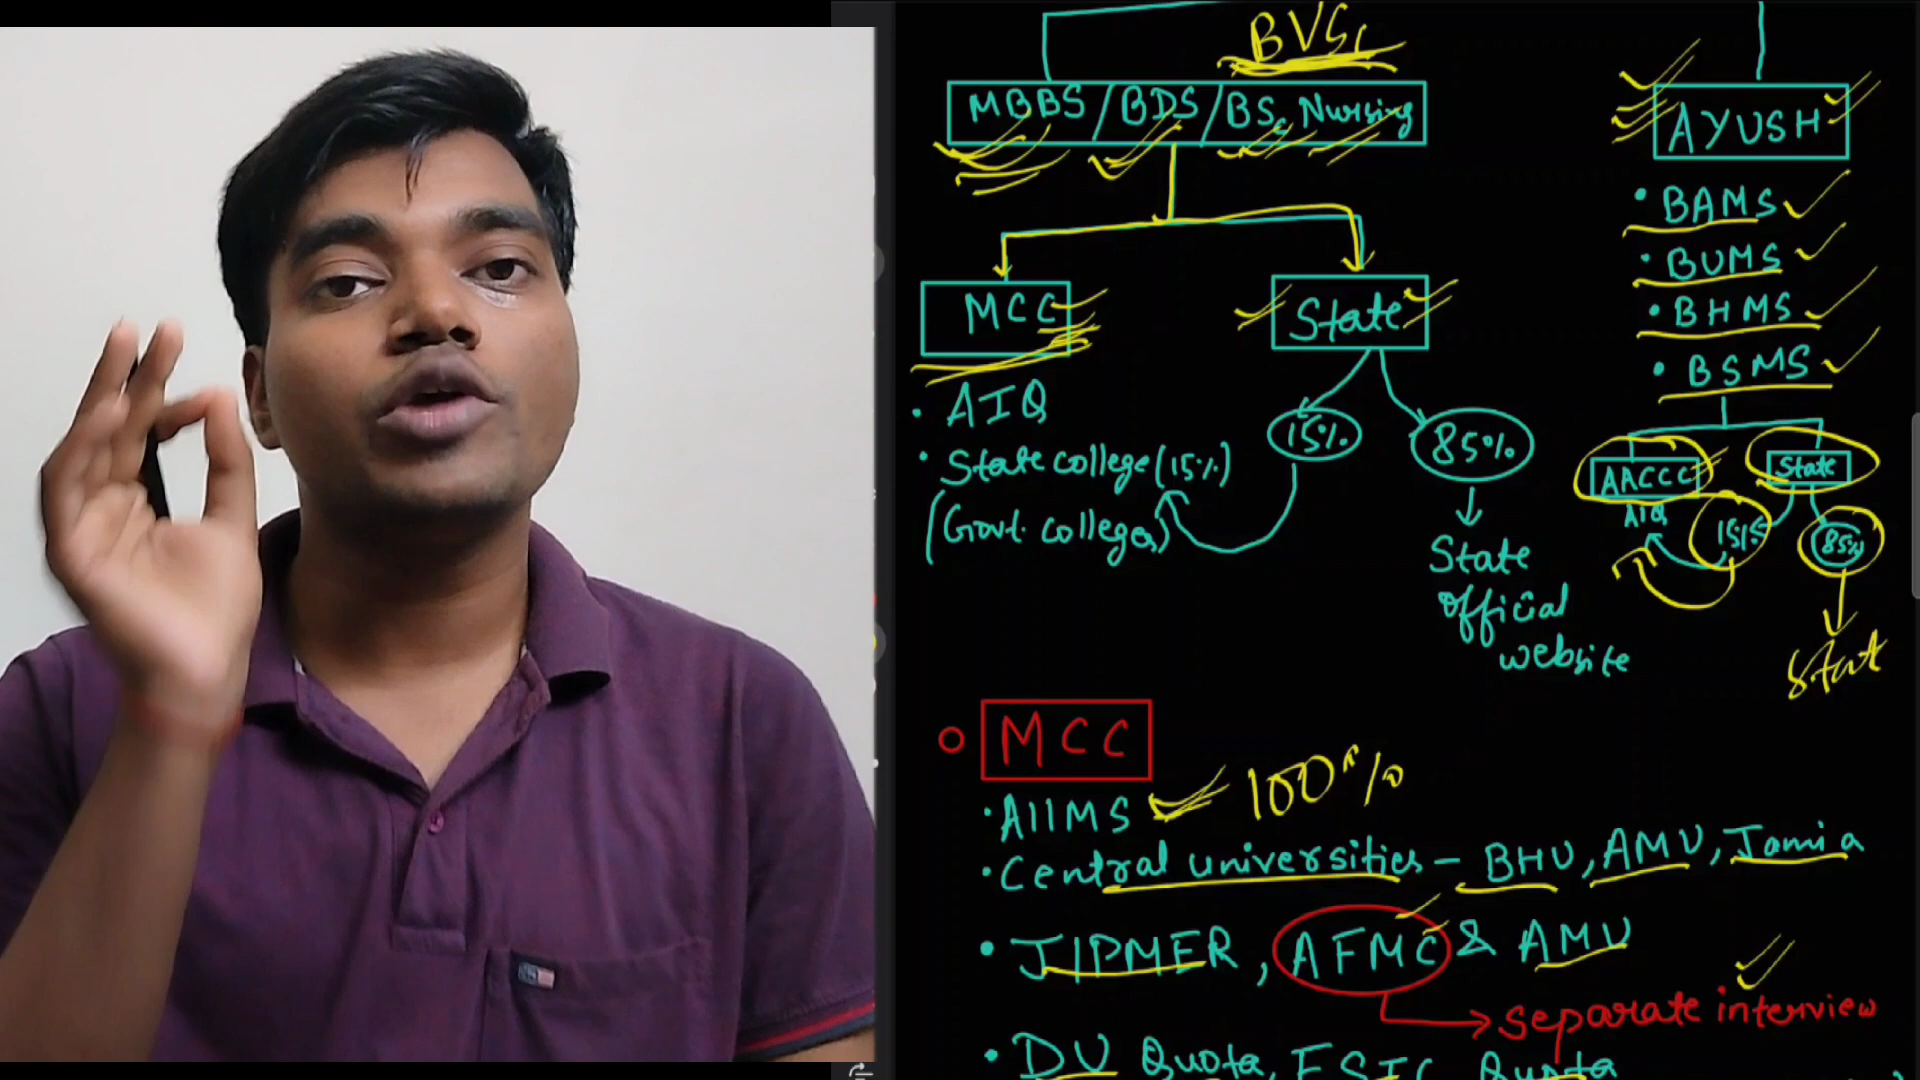 BVSc
MBBS / BDS / BSc Nursing
AYUSH
• BAMS
• BUMS
• BHMS
• BSMS
MCC
State
• AIQ
• State college (15%)
(Govt. colleges)
15%
85%
State
official
website
AACCC
State
AIQ
15%
85%
State
MCC
• AIIMS 100%
• Central universities – BHU, AMU, Jamia
• JIPMER, AFMC & AMU
separate interview
• DU Quota, ESIC Quota